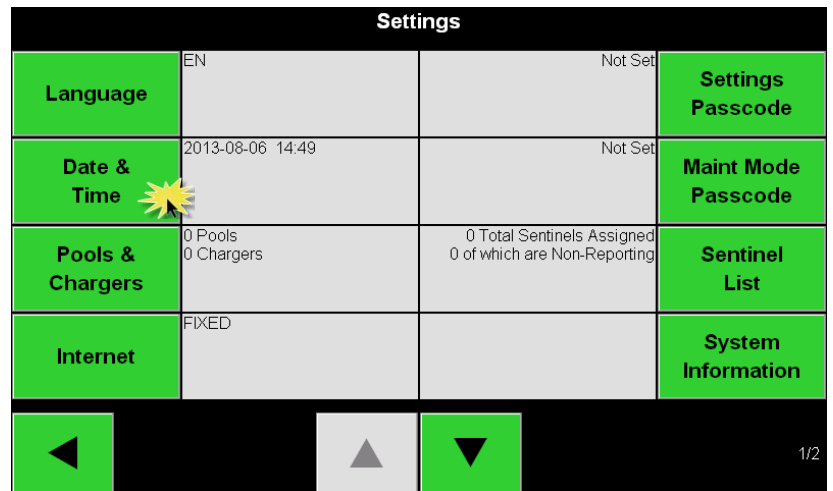 Settings
Language
EN
Not Set
Settings
Passcode
Date &
Time
2013-08-06 14:49
Not Set
Maint Mode
Passcode
Pools &
Chargers
0 Pools
0 Chargers
0 Total Sentinels Assigned
0 of which are Non-Reporting
Sentinel
List
Internet
FIXED
System
Information
1/2